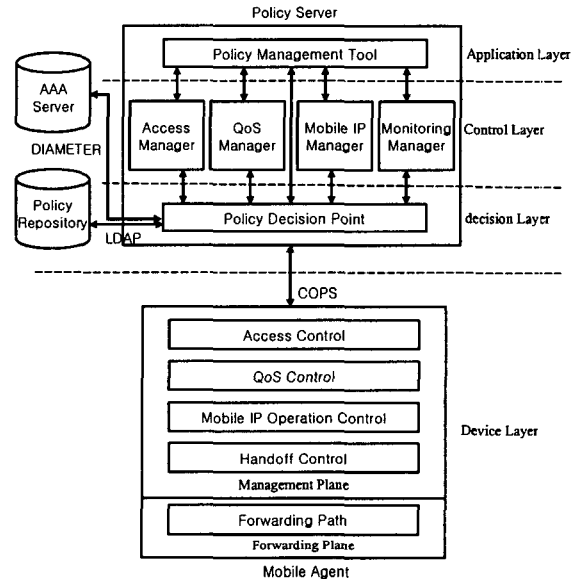 Policy Server
Policy Management Tool
Application Layer
AAA
Server
Access
Manager
QoS
Manager
Mobile IP
Manager
Monitoring
Manager
Control Layer
DIAMETER
Policy
Repository
LDAP
Policy Decision Point
decision Layer
COPS
Access Control
QoS Control
Mobile IP Operation Control
Handoff Control
Management Plane
Device Layer
Forwarding Path
Forwarding Plane
Mobile Agent